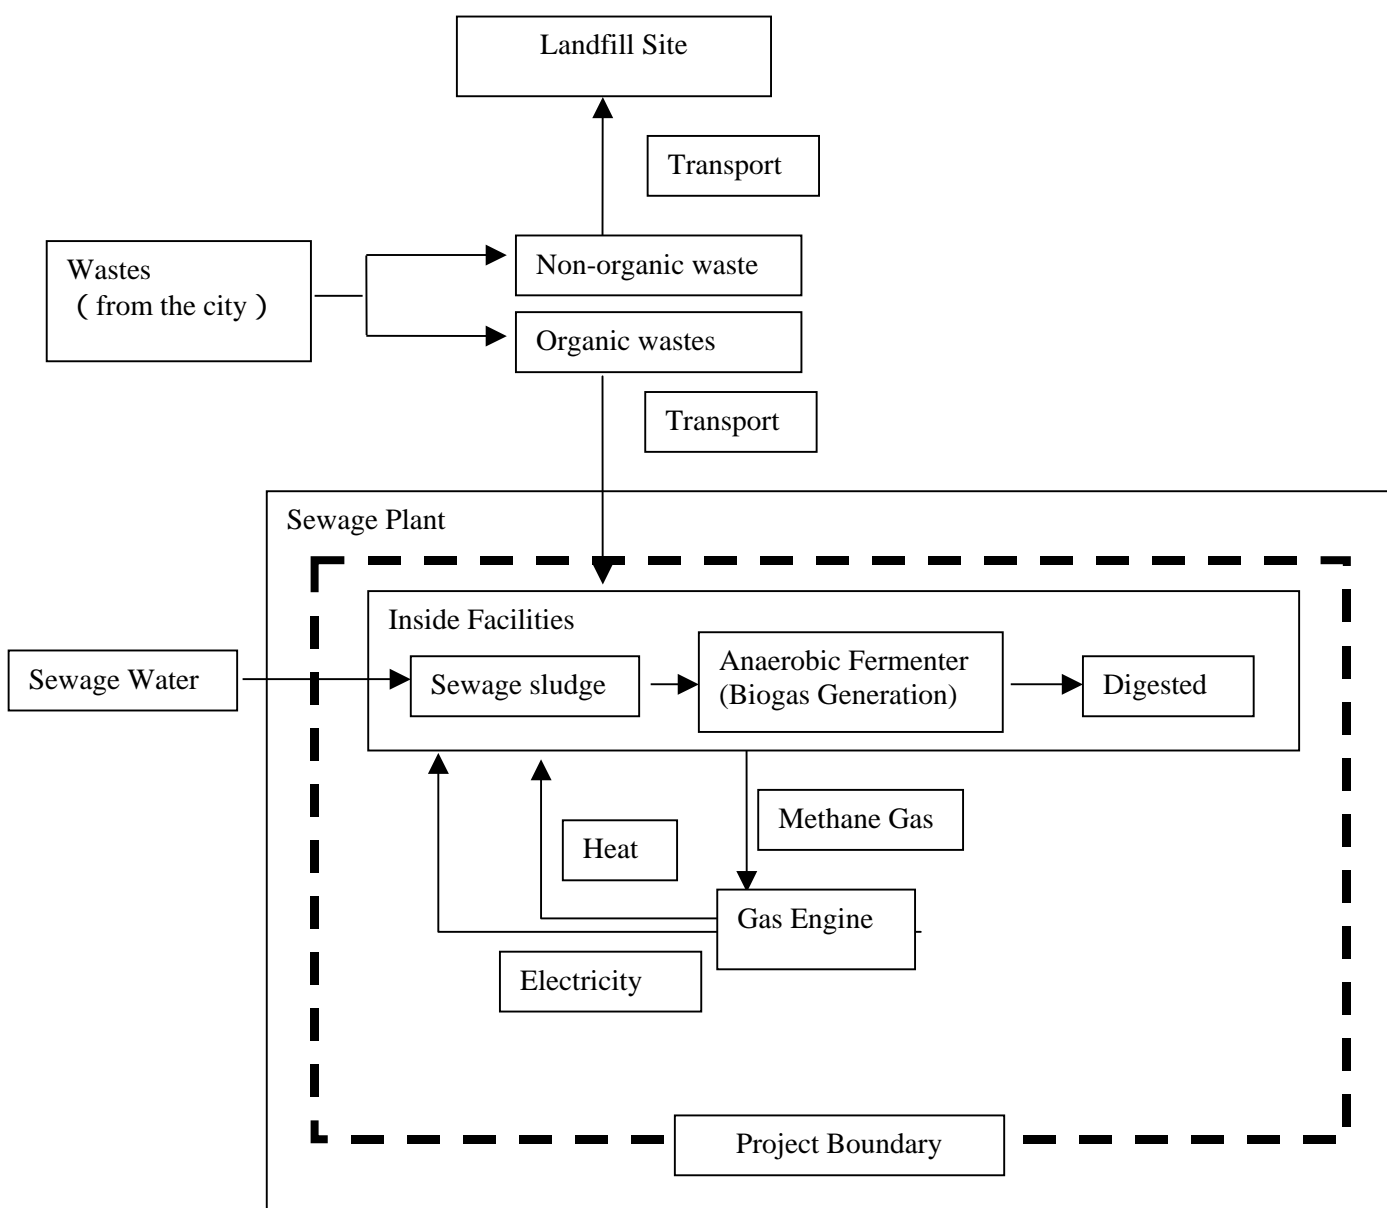 Landfill Site
Transport
Wastes
（from the city）
Non-organic waste
Organic wastes
Transport
Sewage Plant
Inside Facilities
Sewage Water
Sewage sludge
Anaerobic Fermenter
(Biogas Generation)
Digested
Methane Gas
Heat
Gas Engine
Electricity
Project Boundary